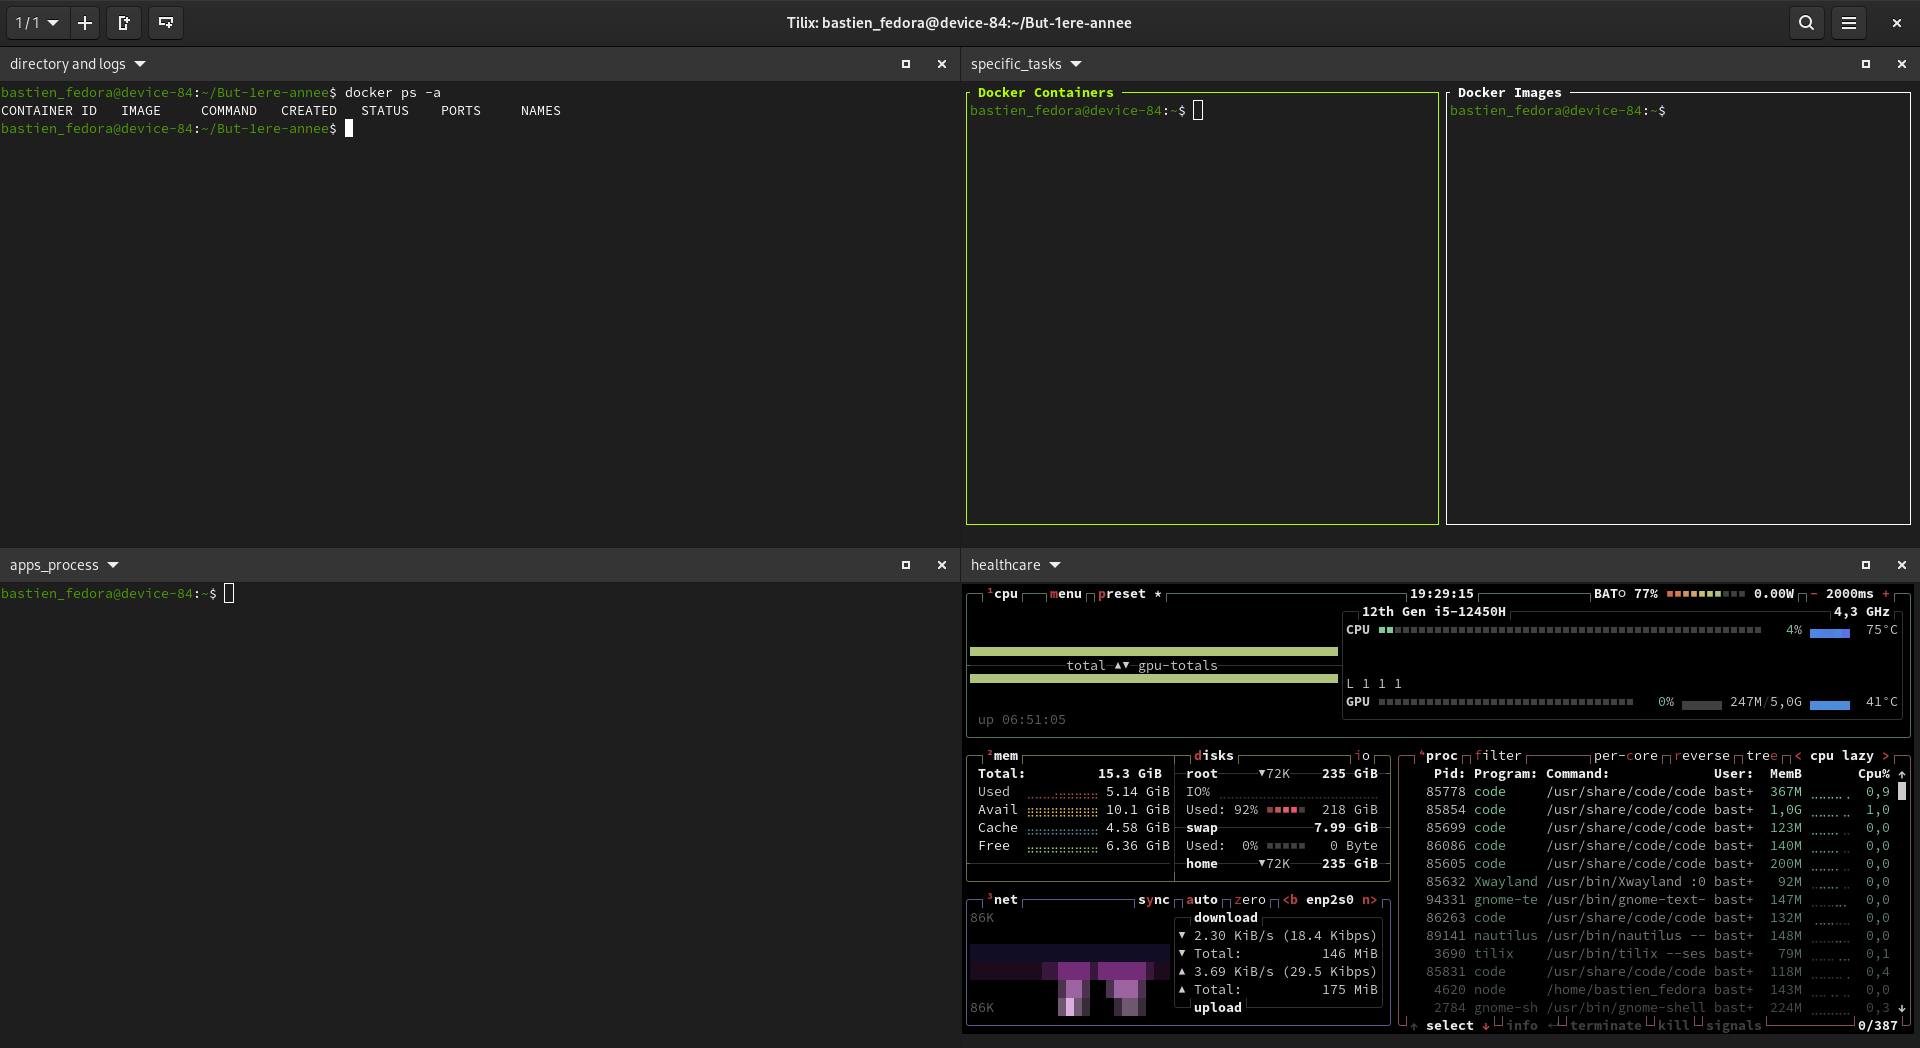 1/1
Tilix: bastien_fedora@device-84:~/But-1ere-annee
directory and logs
bastien_fedora@device-84:~/But-1ere-annee$ docker ps -a
CONTAINER ID   IMAGE     COMMAND   CREATED   STATUS    PORTS     NAMES
bastien_fedora@device-84:~/But-1ere-annee$
specific_tasks
Docker Containers
bastien_fedora@device-84:~$
Docker Images
bastien_fedora@device-84:~$
apps_process
bastien_fedora@device-84:~$
healthcare
¹cpu menu preset * 19:29:15 BAT○ 77% 0.00W - 2000ms +
12th Gen i5-12450H 4,3 GHz
CPU 4% 75°C
total ▲▼ gpu-totals
L 1 1 1
GPU 0% 247M/5,0G 41°C
up 06:51:05
²mem
Total: 15.3 GiB
Used 5.14 GiB
Avail 10.1 GiB
Cache 4.58 GiB
Free 6.36 GiB
disks io
root ▼72K 235 GiB
IO%
Used: 92% 218 GiB
swap 7.99 GiB
Used: 0% 0 Byte
home ▼72K 235 GiB
³net sync auto zero <b enp2s0 n>
86K
download
▼ 2.30 KiB/s (18.4 Kibps)
▼ Total: 146 MiB
▲ 3.69 KiB/s (29.5 Kibps)
▲ Total: 175 MiB
upload
86K
⁴proc filter per-core reverse tree < cpu lazy >
Pid: Program: Command: User: MemB Cpu% ↑
85778 code /usr/share/code/code bast+ 367M 0,9
85854 code /usr/share/code/code bast+ 1,0G 1,0
85699 code /usr/share/code/code bast+ 123M 0,0
86086 code /usr/share/code/code bast+ 140M 0,0
85605 code /usr/share/code/code bast+ 200M 0,0
85632 Xwayland /usr/bin/Xwayland :0 bast+ 92M 0,0
94331 gnome-te /usr/bin/gnome-text- bast+ 147M 0,0
86263 code /usr/share/code/code bast+ 132M 0,0
89141 nautilus /usr/bin/nautilus -- bast+ 148M 0,0
3690 tilix /usr/bin/tilix --ses bast+ 79M 0,1
85831 code /usr/share/code/code bast+ 118M 0,4
4620 node /home/bastien_fedora bast+ 143M 0,0
2784 gnome-sh /usr/bin/gnome-shell bast+ 224M 0,3 ↓
↑ select ↓ info ← terminate kill signals 0/387